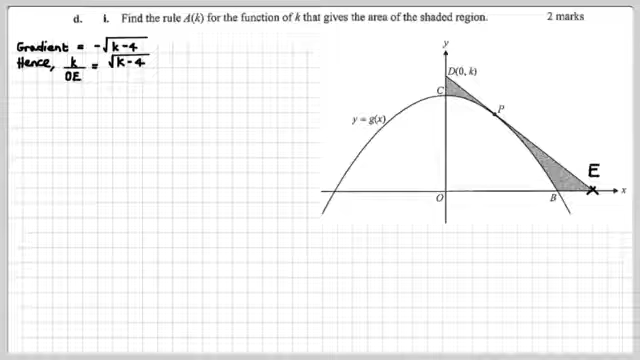 d. i. Find the rule A(k) for the function of k that gives the area of the shaded region. 2 marks
Gradient = -√k-4
Hence, k/OE = √k-4
y
D(0, k)
C
P
y = g(x)
E
O
B
x